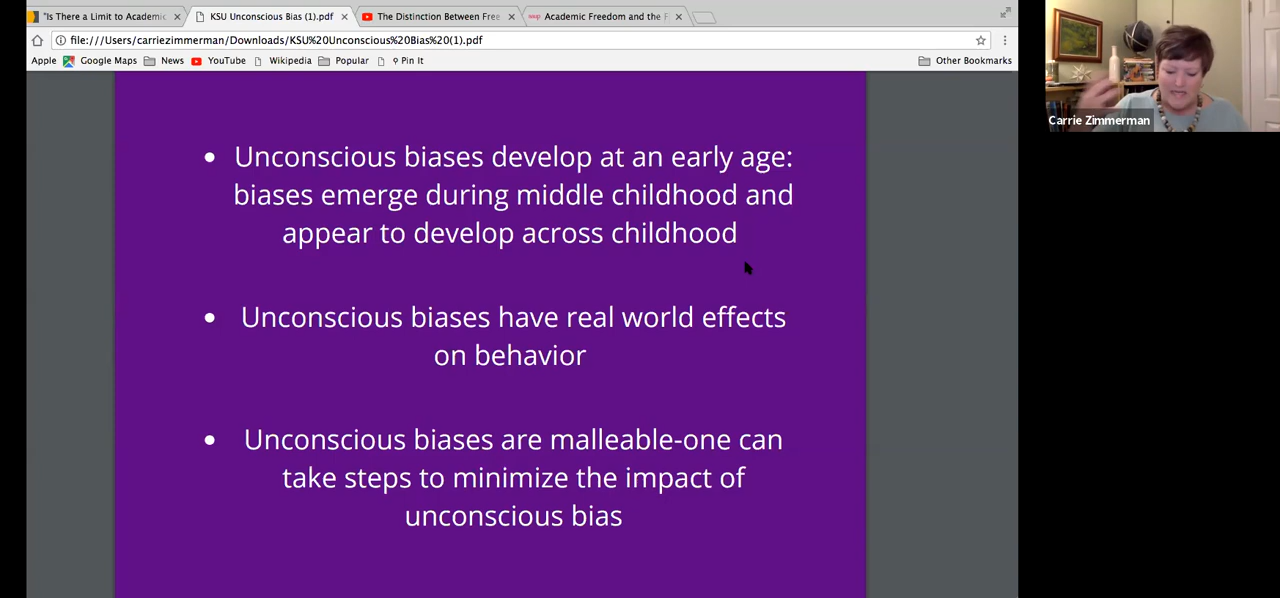 "Is There a Limit to Academic
KSU Unconscious Bias (1).pdf
The Distinction Between Free
Academic Freedom and the F
file:///Users/carriezimmerman/Downloads/KSU%20Unconscious%20Bias%20(1).pdf
Apple
Google Maps
News
YouTube
Wikipedia
Popular
Pin It
Other Bookmarks
• Unconscious biases develop at an early age:
biases emerge during middle childhood and
appear to develop across childhood
• Unconscious biases have real world effects
on behavior
• Unconscious biases are malleable-one can
take steps to minimize the impact of
unconscious bias
Carrie Zimmerman